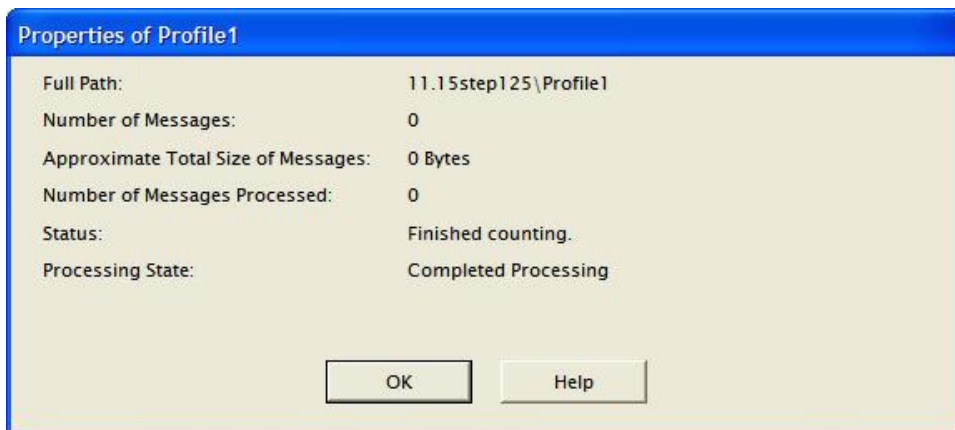 Properties of Profile1
Full Path: 11.15step125\Profile1
Number of Messages: 0
Approximate Total Size of Messages: 0 Bytes
Number of Messages Processed: 0
Status: Finished counting.
Processing State: Completed Processing
OK Help